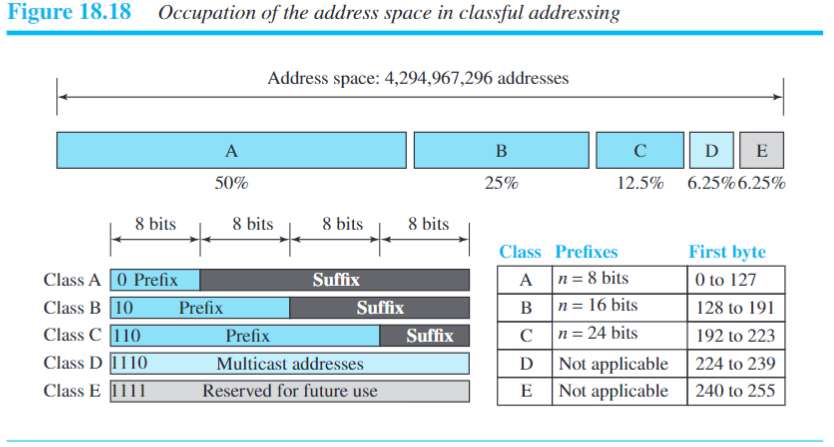 Figure 18.18 Occupation of the address space in classful addressing
Address space: 4,294,967,296 addresses
A B C D E
50% 25% 12.5% 6.25% 6.25%
8 bits 8 bits 8 bits 8 bits
Class A 0 Prefix Suffix
Class B 10 Prefix Suffix
Class C 110 Prefix Suffix
Class D 1110 Multicast addresses
Class E 1111 Reserved for future use
Class Prefixes First byte
A n = 8 bits 0 to 127
B n = 16 bits 128 to 191
C n = 24 bits 192 to 223
D Not applicable 224 to 239
E Not applicable 240 to 255